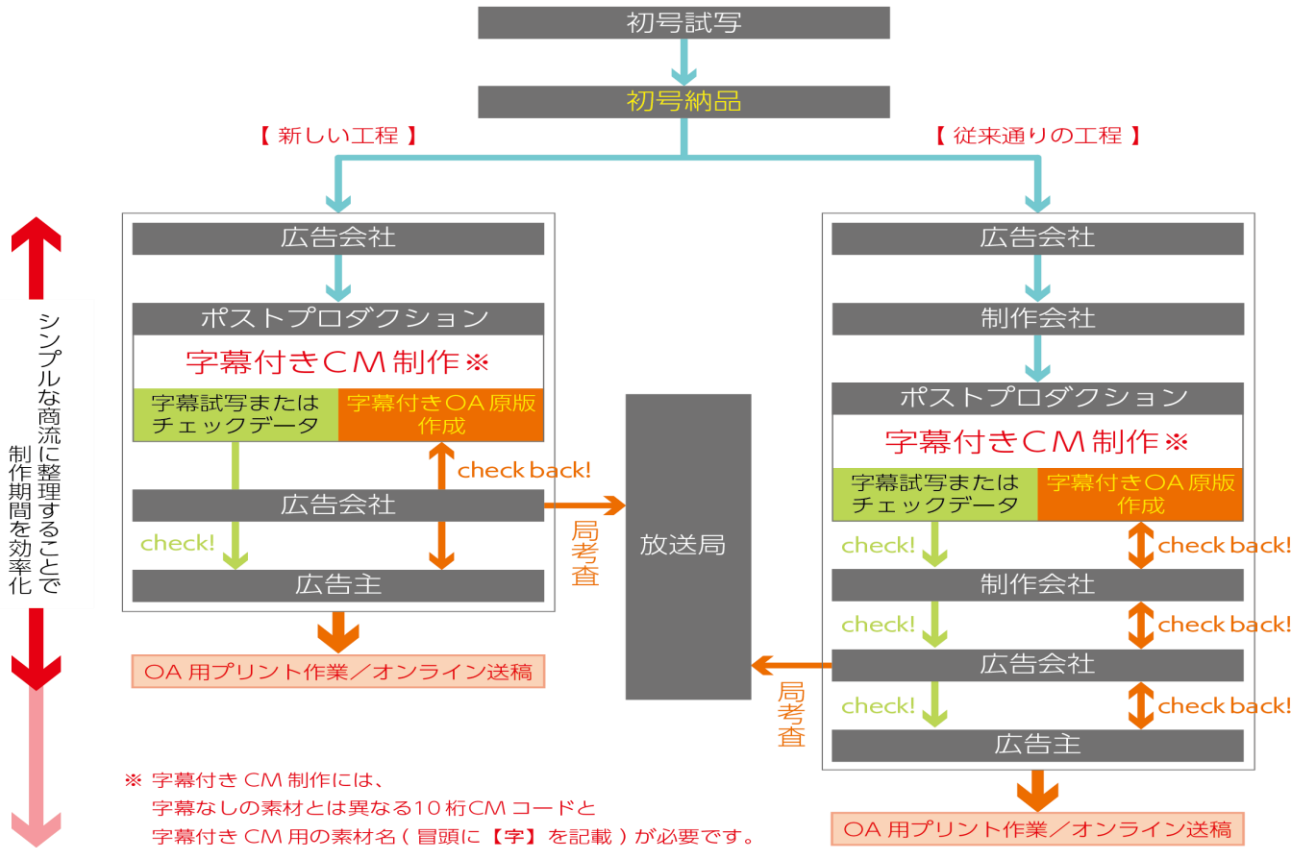 初号試写
初号納品
【 新しい工程 】
【 従来通りの工程 】
シンプルな商流に整理することで
制作期間を効率化
広告会社
ポストプロダクション
字幕付きCM 制作※
字幕試写または
チェックデータ
字幕付きOA 原版
作成
check back!
広告会社
check!
広告主
局考査
OA 用プリント作業／オンライン送稿
放送局
広告会社
制作会社
ポストプロダクション
字幕付きCM 制作※
字幕試写または
チェックデータ
字幕付きOA 原版
作成
check!
check back!
制作会社
check!
check back!
広告会社
局考査
check!
check back!
広告主
OA 用プリント作業／オンライン送稿
※ 字幕付き CM 制作には、
字幕なしの素材とは異なる10 桁CM コードと
字幕付き CM 用の素材名 ( 冒頭に【字】を記載 ) が必要です。